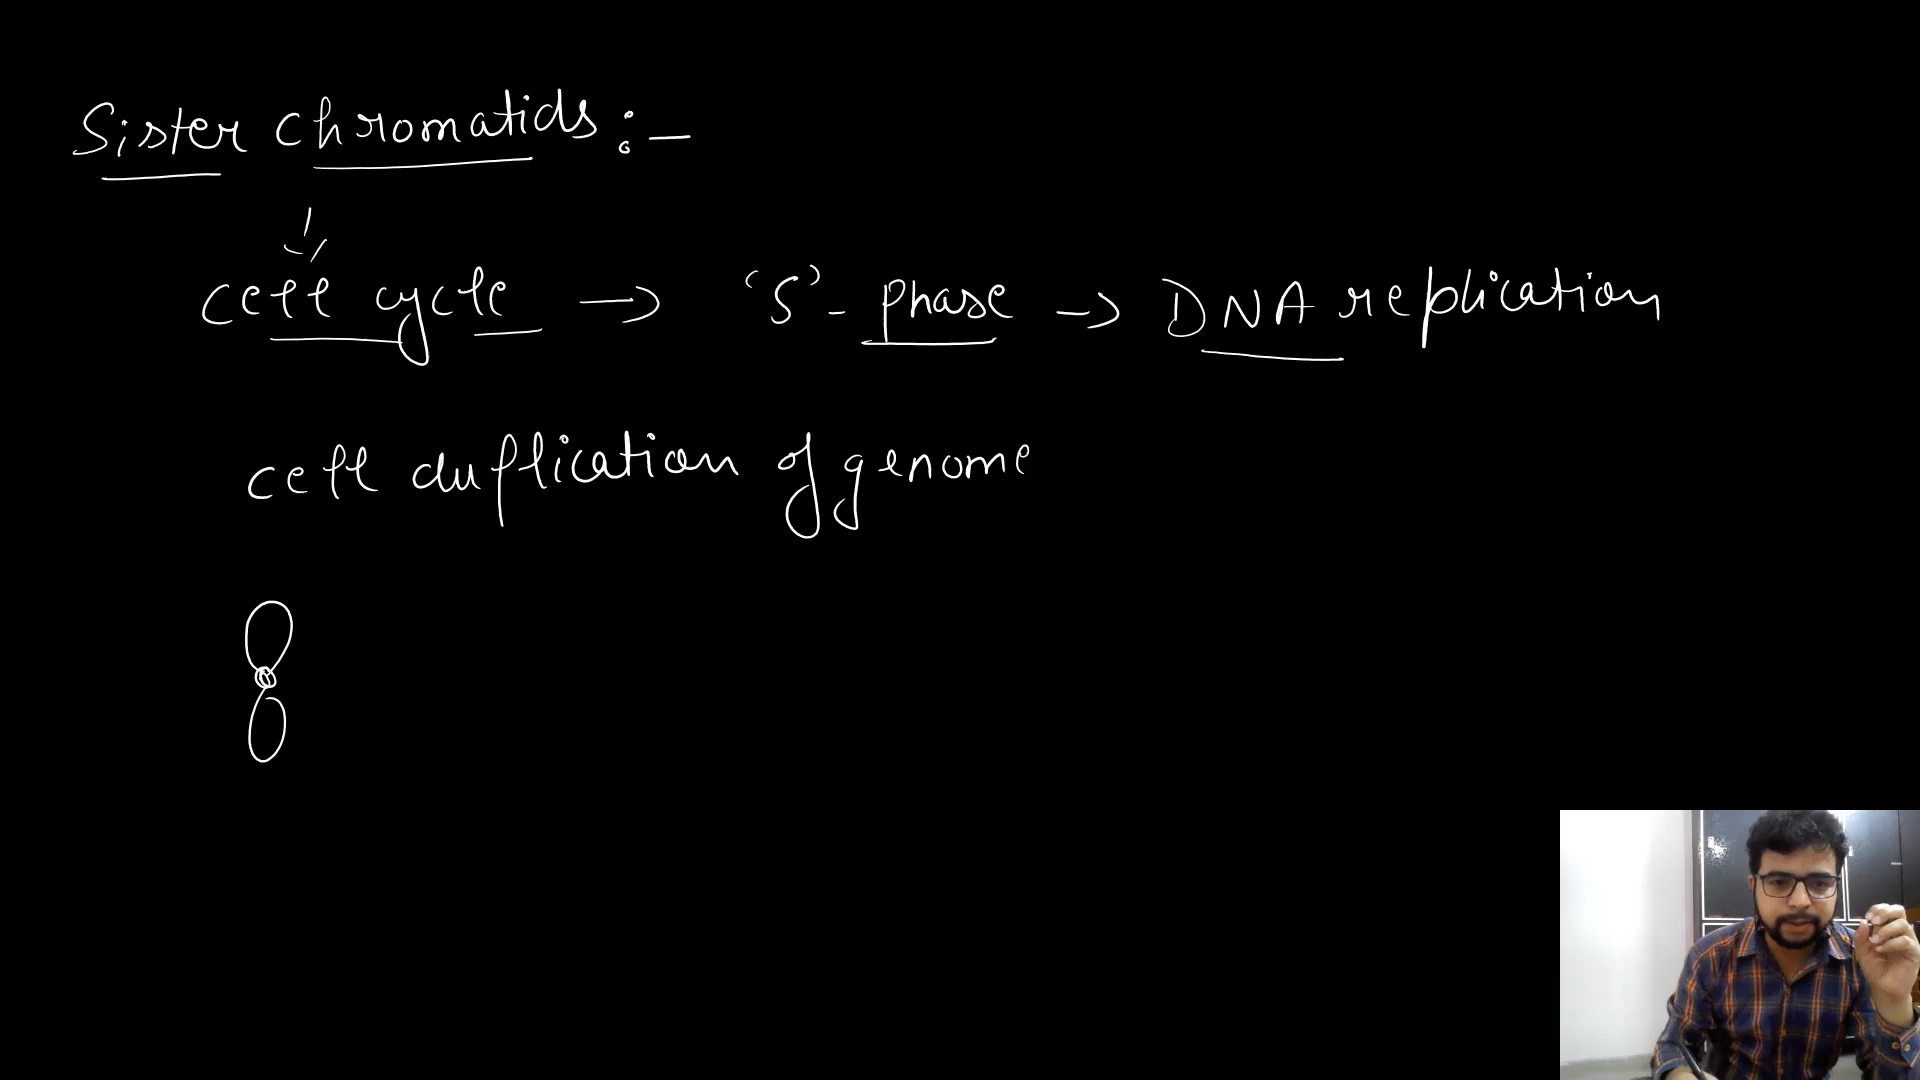 Sister chromatids :-
cell cycle → 'S' - phase → DNA replication
cell duplication of genome